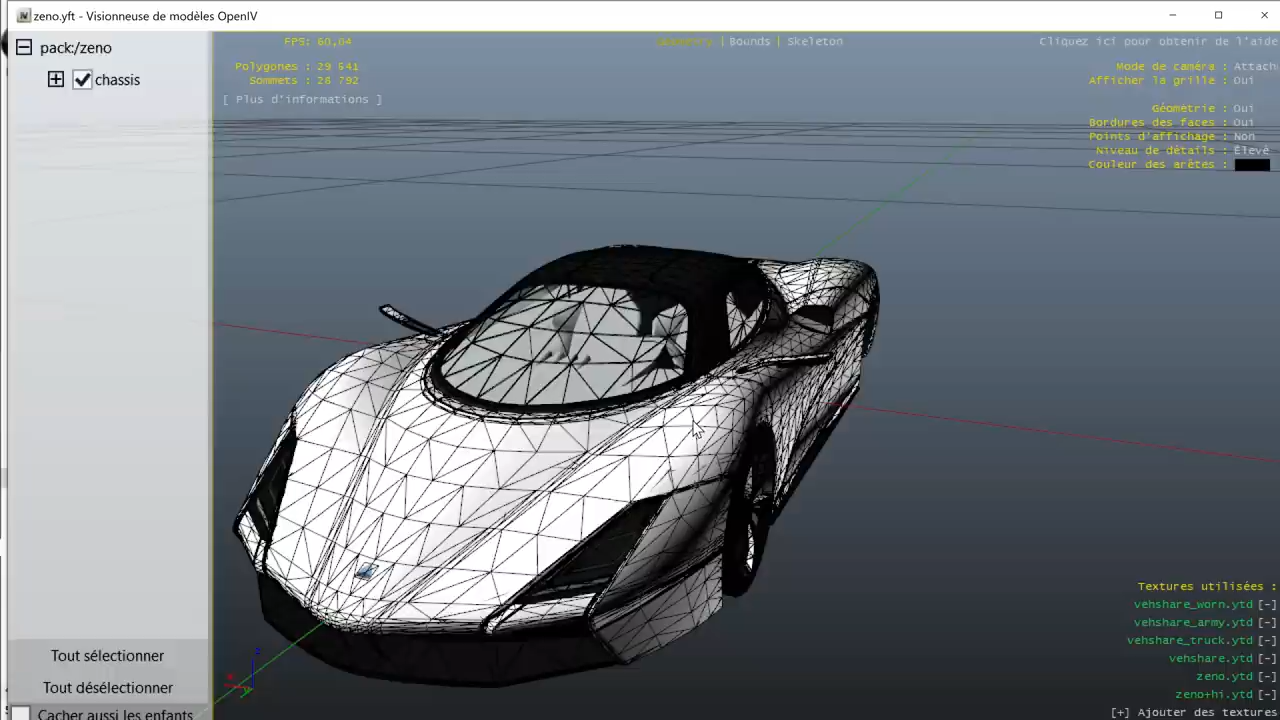 zeno.yft - Visionneuse de modèles OpenIV
pack:/zeno
chassis
FPS: 60,04
Polygones : 29 541
Sommets : 28 792
[ Plus d'informations ]
Geometry | Bounds | Skeleton
Cliquez ici pour obtenir de l'aide
Mode de caméra : Attach
Afficher la grille : Oui
Géométrie : Oui
Bordures des faces : Oui
Points d'affichage : Non
Niveau de détails : Élevé
Couleur des arêtes :
z
x
y
Textures utilisées :
vehshare_worn.ytd [-]
vehshare_army.ytd [-]
vehshare_truck.ytd [-]
vehshare.ytd [-]
zeno.ytd [-]
zeno+hi.ytd [-]
[+] Ajouter des textures
Tout sélectionner
Tout désélectionner
Cacher aussi les enfants